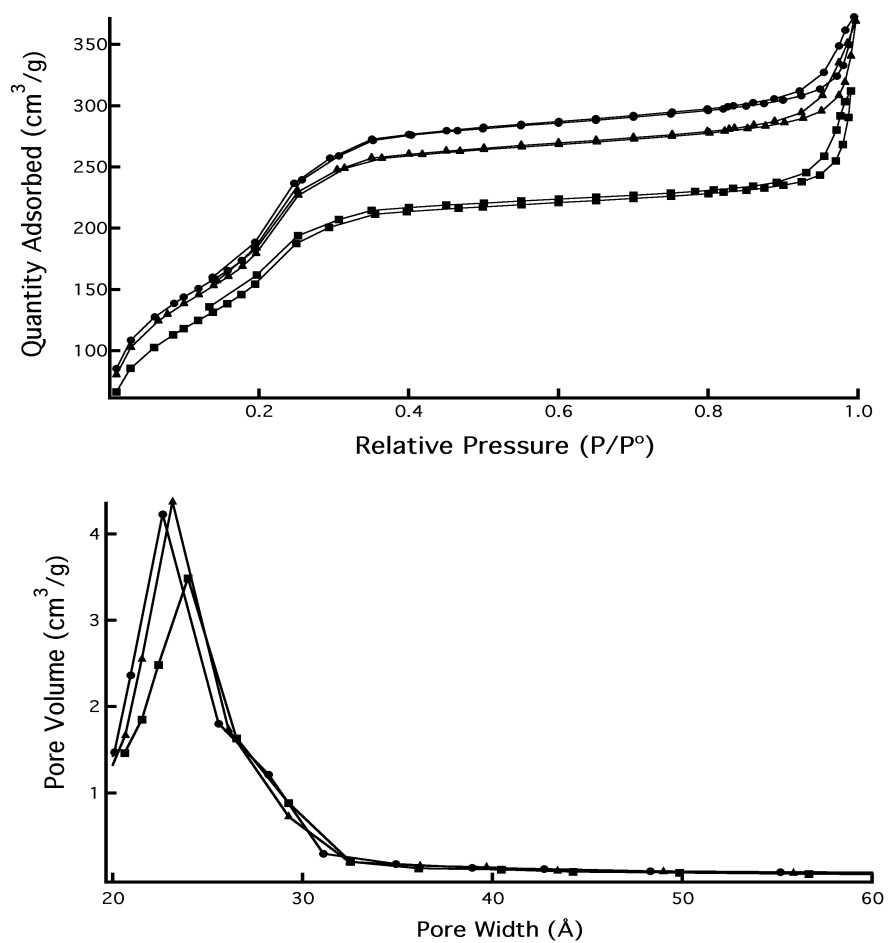 350
300
250
200
150
100
Quantity Adsorbed (cm³/g)
0.2 0.4 0.6 0.8 1.0
Relative Pressure (P/Pº)
4
3
2
1
Pore Volume (cm³/g)
20 30 40 50 60
Pore Width (Å)